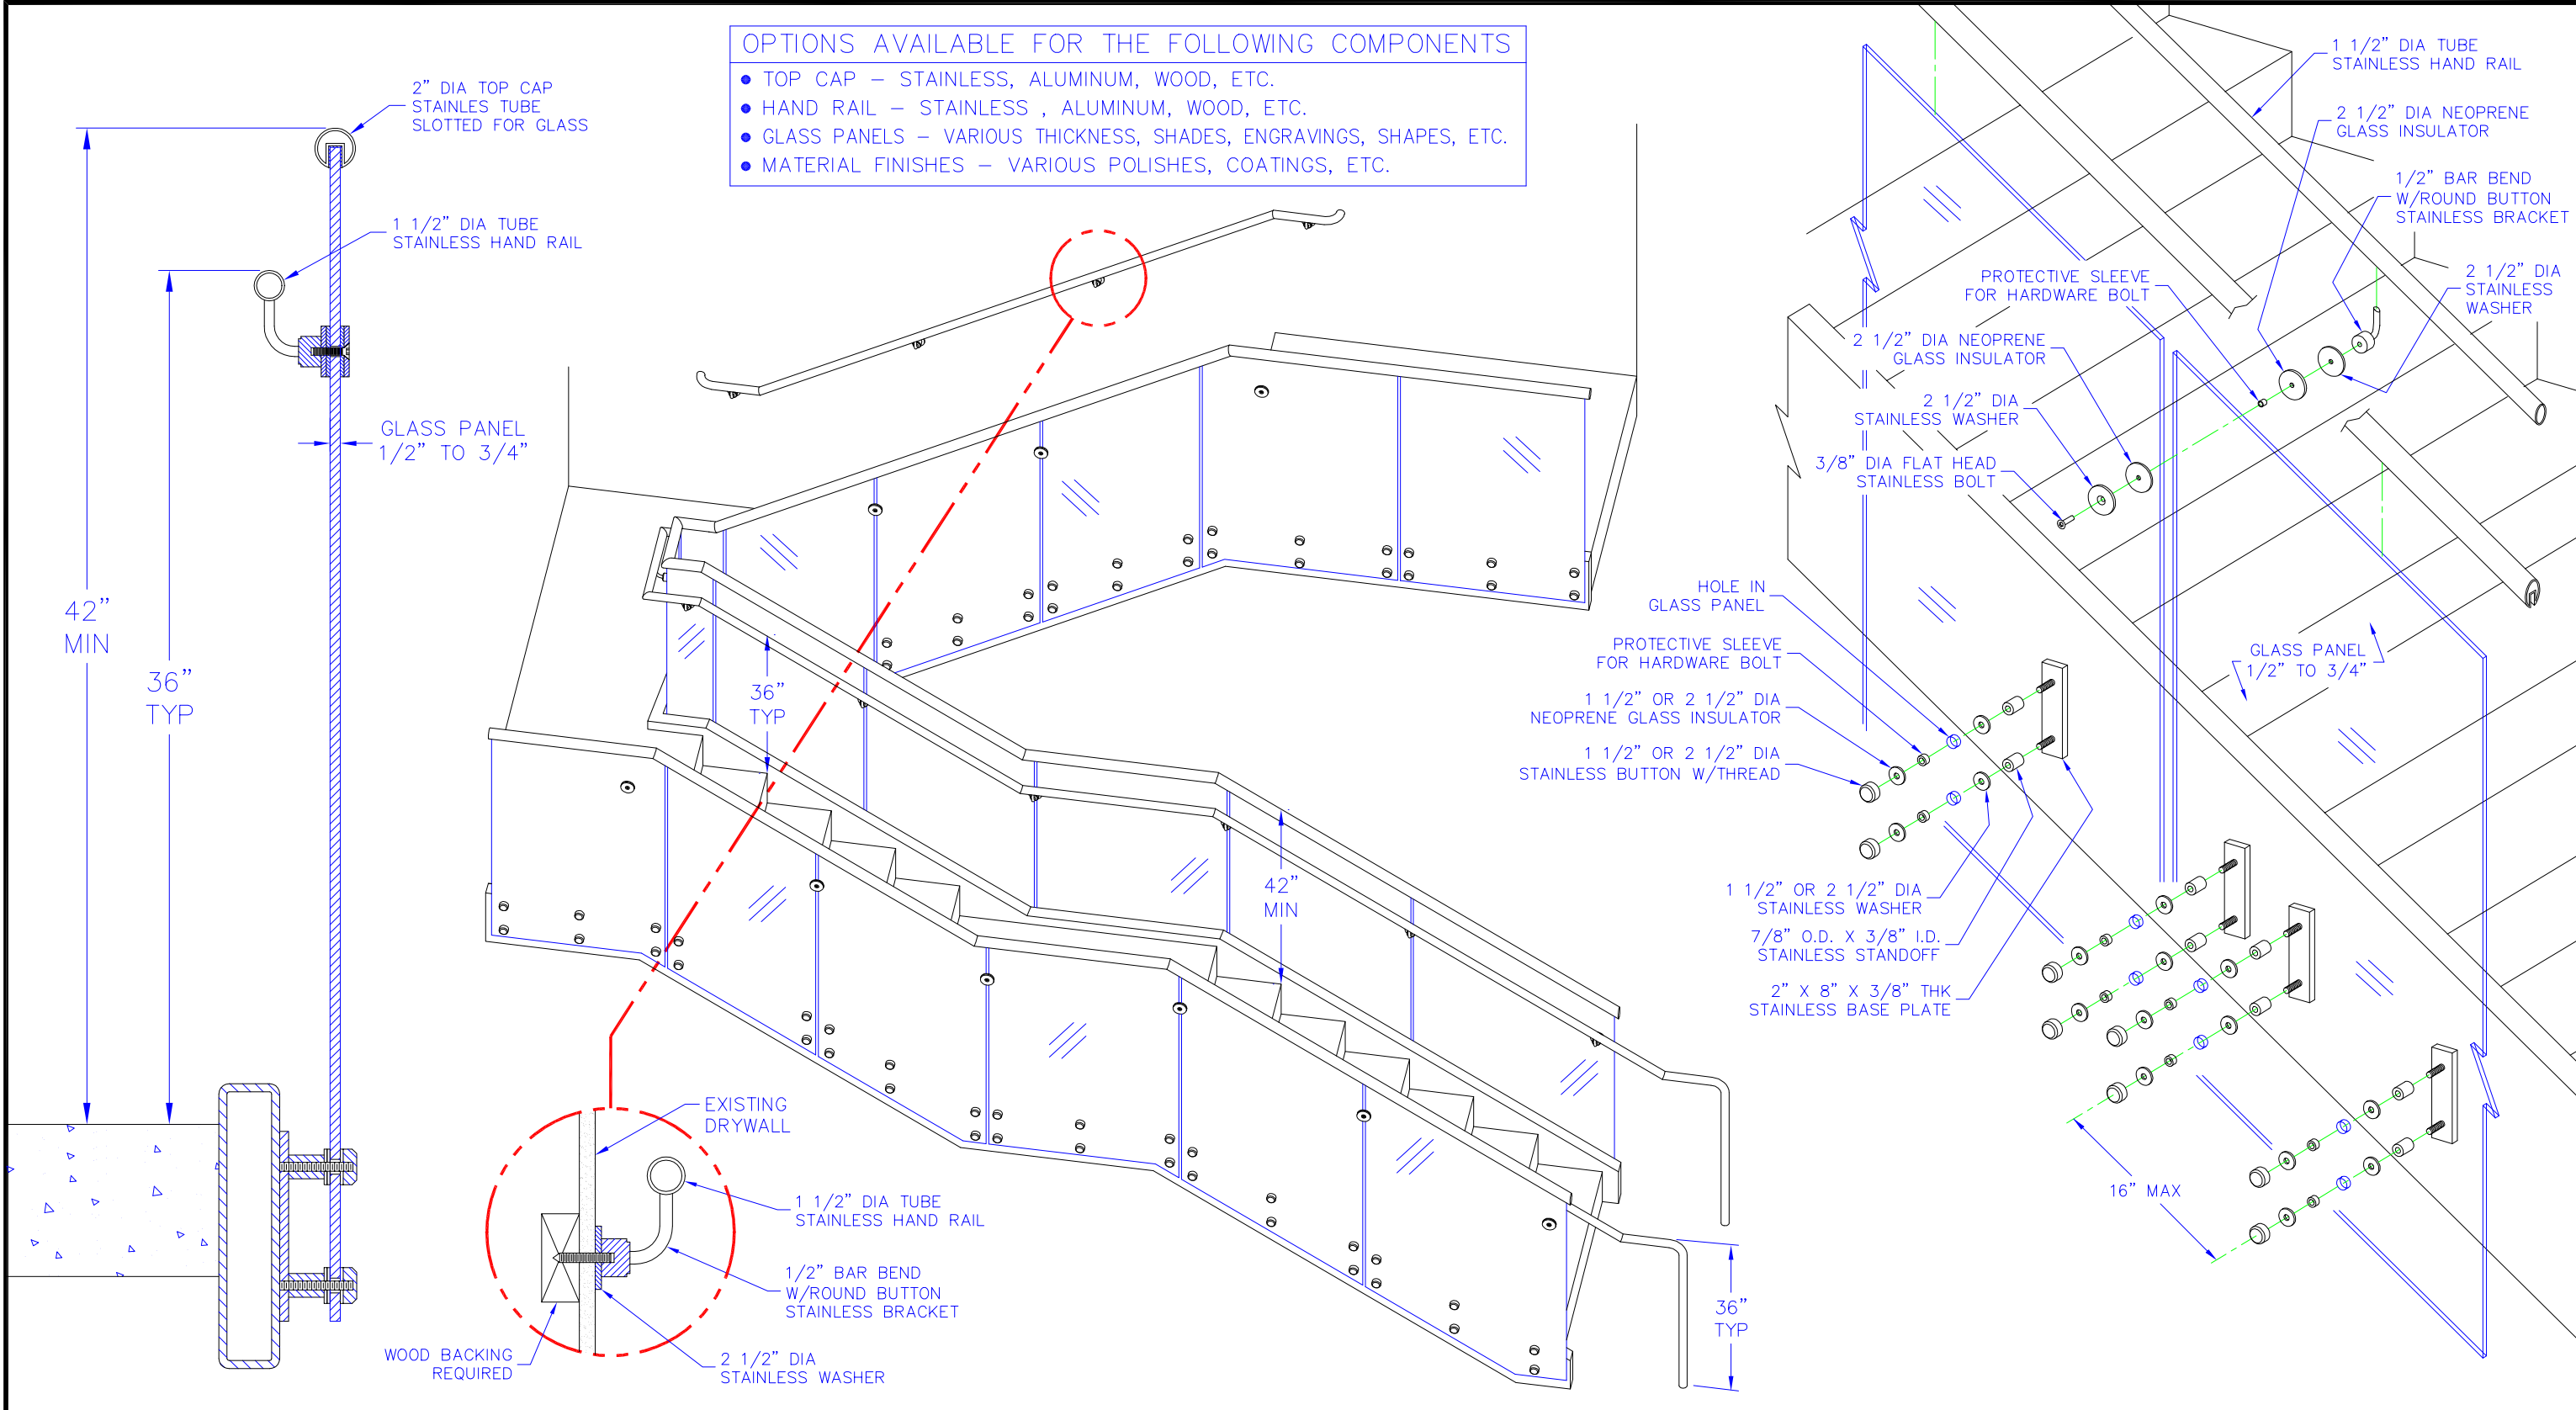 OPTIONS AVAILABLE FOR THE FOLLOWING COMPONENTS
● TOP CAP – STAINLESS, ALUMINUM, WOOD, ETC.
● HAND RAIL – STAINLESS , ALUMINUM, WOOD, ETC.
● GLASS PANELS – VARIOUS THICKNESS, SHADES, ENGRAVINGS, SHAPES, ETC.
● MATERIAL FINISHES – VARIOUS POLISHES, COATINGS, ETC.
2” DIA TOP CAP
STAINLES TUBE
SLOTTED FOR GLASS
1 1/2” DIA TUBE
STAINLESS HAND RAIL
GLASS PANEL
1/2” TO 3/4”
42”
MIN
36”
TYP
36”
TYP
42”
MIN
36”
TYP
EXISTING
DRYWALL
1 1/2” DIA TUBE
STAINLESS HAND RAIL
1/2” BAR BEND
W/ROUND BUTTON
STAINLESS BRACKET
2 1/2” DIA
STAINLESS WASHER
WOOD BACKING
REQUIRED
1 1/2” DIA TUBE
STAINLESS HAND RAIL
2 1/2” DIA NEOPRENE
GLASS INSULATOR
1/2” BAR BEND
W/ROUND BUTTON
STAINLESS BRACKET
2 1/2” DIA
STAINLESS
WASHER
PROTECTIVE SLEEVE
FOR HARDWARE BOLT
2 1/2” DIA NEOPRENE
GLASS INSULATOR
2 1/2” DIA
STAINLESS WASHER
3/8” DIA FLAT HEAD
STAINLESS BOLT
HOLE IN
GLASS PANEL
PROTECTIVE SLEEVE
FOR HARDWARE BOLT
1 1/2” OR 2 1/2” DIA
NEOPRENE GLASS INSULATOR
1 1/2” OR 2 1/2” DIA
STAINLESS BUTTON W/THREAD
GLASS PANEL
1/2” TO 3/4”
1 1/2” OR 2 1/2” DIA
STAINLESS WASHER
7/8” O.D. X 3/8” I.D.
STAINLESS STANDOFF
2” X 8” X 3/8” THK
STAINLESS BASE PLATE
16” MAX